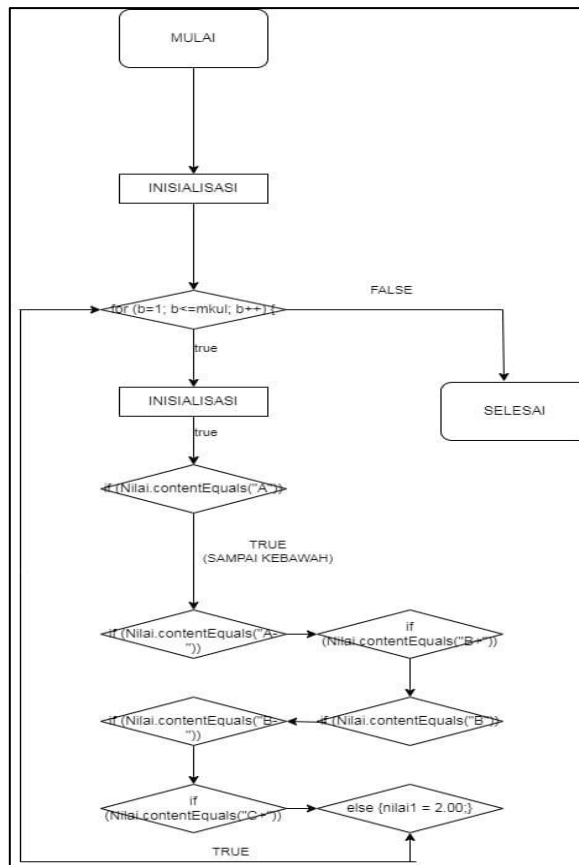 MULAI
INISIALISASI
for (b=1; b<=mkul; b++) {
FALSE
true
INISIALISASI
SELESAI
true
if (Nilai.contentEquals("A"))
TRUE
(SAMPAI KEBAWAH)
if (Nilai.contentEquals("A-
"))
if
(Nilai.contentEquals("B+"))
if (Nilai.contentEquals("B"))
if (Nilai.contentEquals("B-
"))
if
(Nilai.contentEquals("C+"))
else {nilai1 = 2.00;}
TRUE